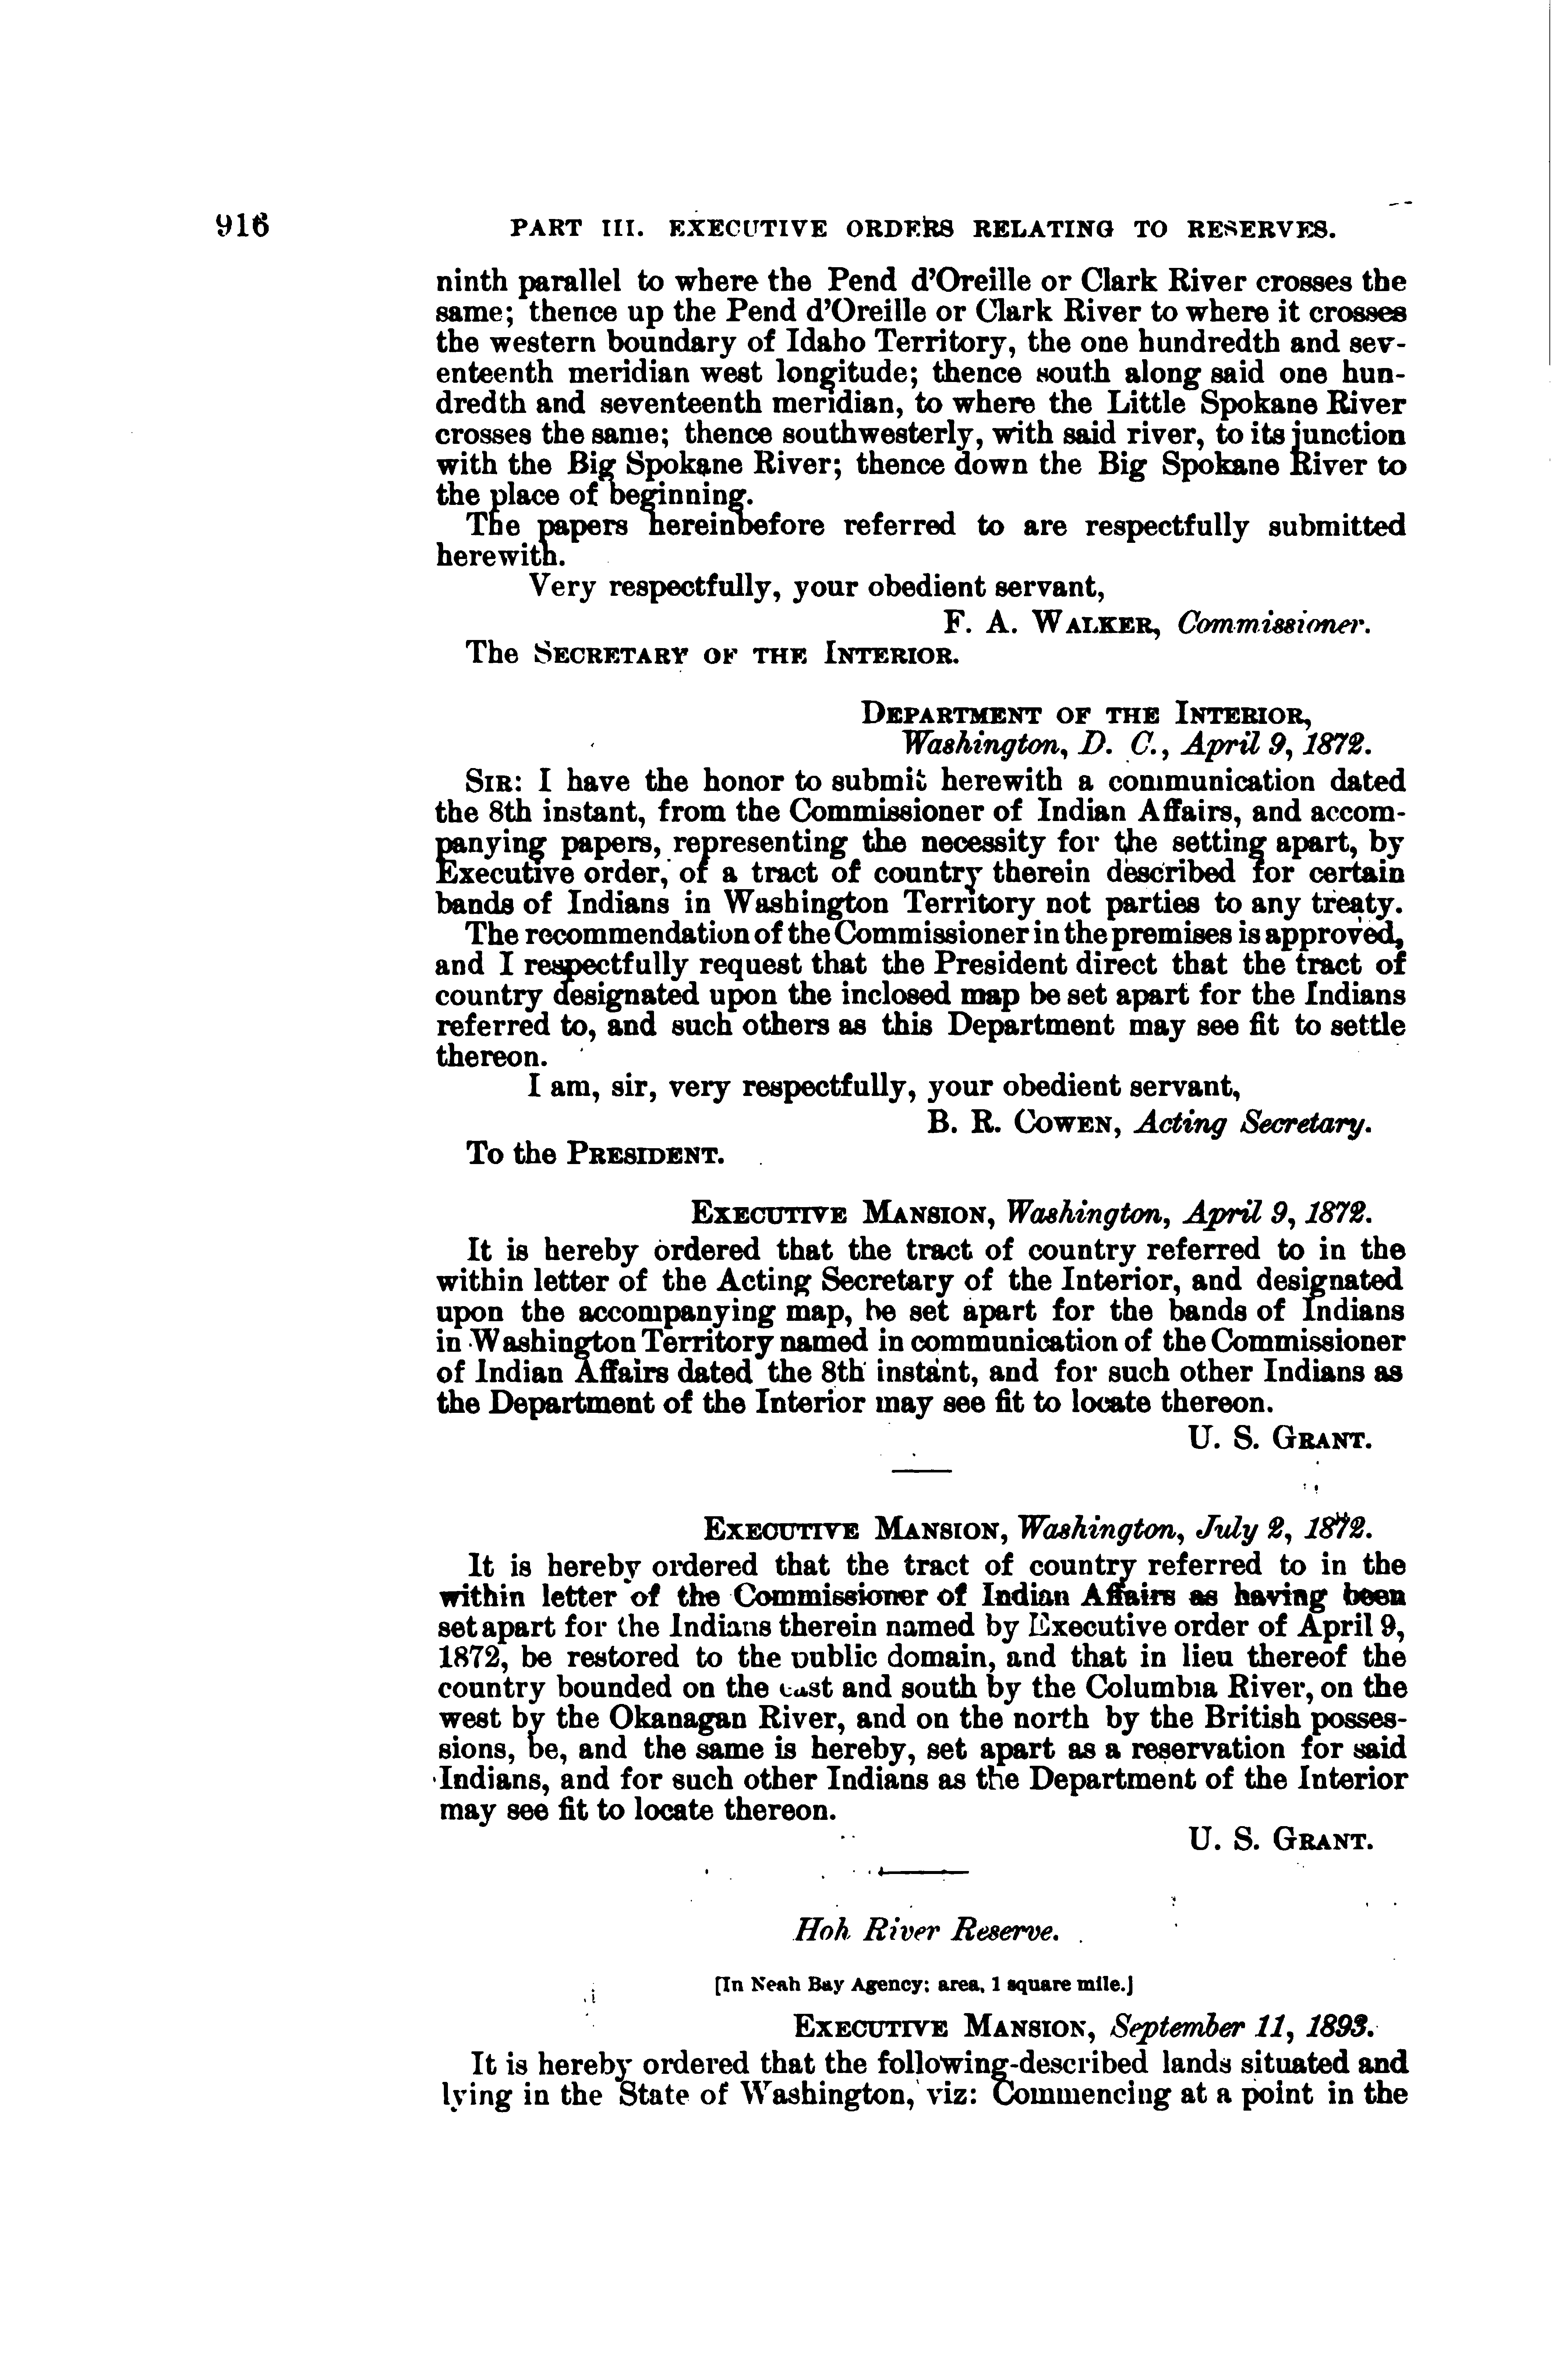 916 PART III. EXECUTIVE ORDERS RELATING TO RESERVES.
ninth parallel to where the Pend d'Oreille or Clark River crosses the
same; thence up the Pend d'Oreille or Clark River to where it crosses
the western boundary of Idaho Territory, the one hundredth and sev-
enteenth meridian west longitude; thence south along said one hun-
dredth and seventeenth meridian, to where the Little Spokane River
crosses the same; thence southwesterly, with said river, to its junction
with the Big Spokane River; thence down the Big Spokane River to
the place of beginning.
The papers hereinbefore referred to are respectfully submitted
herewith.
Very respectfully, your obedient servant,
F. A. WALKER, Commissioner.
The SECRETARY OF THE INTERIOR.
DEPARTMENT OF THE INTERIOR,
Washington, D. C., April 9, 1872.
SIR: I have the honor to submit herewith a communication dated
the 8th instant, from the Commissioner of Indian Affairs, and accom-
panying papers, representing the necessity for the setting apart, by
Executive order, of a tract of country therein described for certain
bands of Indians in Washington Territory not parties to any treaty.
The recommendation of the Commissioner in the premises is approved,
and I respectfully request that the President direct that the tract of
country designated upon the inclosed map be set apart for the Indians
referred to, and such others as this Department may see fit to settle
thereon.
I am, sir, very respectfully, your obedient servant,
B. R. COWEN, Acting Secretary.
To the PRESIDENT.
EXECUTIVE MANSION, Washington, April 9, 1872.
It is hereby ordered that the tract of country referred to in the
within letter of the Acting Secretary of the Interior, and designated
upon the accompanying map, be set apart for the bands of Indians
in Washington Territory named in communication of the Commissioner
of Indian Affairs dated the 8th instant, and for such other Indians as
the Department of the Interior may see fit to locate thereon.
U. S. GRANT.
EXECUTIVE MANSION, Washington, July 2, 1872.
It is hereby ordered that the tract of country referred to in the
within letter of the Commissioner of Indian Affairs as having been
set apart for the Indians therein named by Executive order of April 9,
1872, be restored to the public domain, and that in lieu thereof the
country bounded on the east and south by the Columbia River, on the
west by the Okanagan River, and on the north by the British posses-
sions, be, and the same is hereby, set apart as a reservation for said
Indians, and for such other Indians as the Department of the Interior
may see fit to locate thereon.
U. S. GRANT.
Hoh River Reserve.
[In Neah Bay Agency; area, 1 square mile.]
EXECUTIVE MANSION, September 11, 1893.
It is hereby ordered that the following-described lands situated and
lying in the State of Washington, viz: Commencing at a point in the